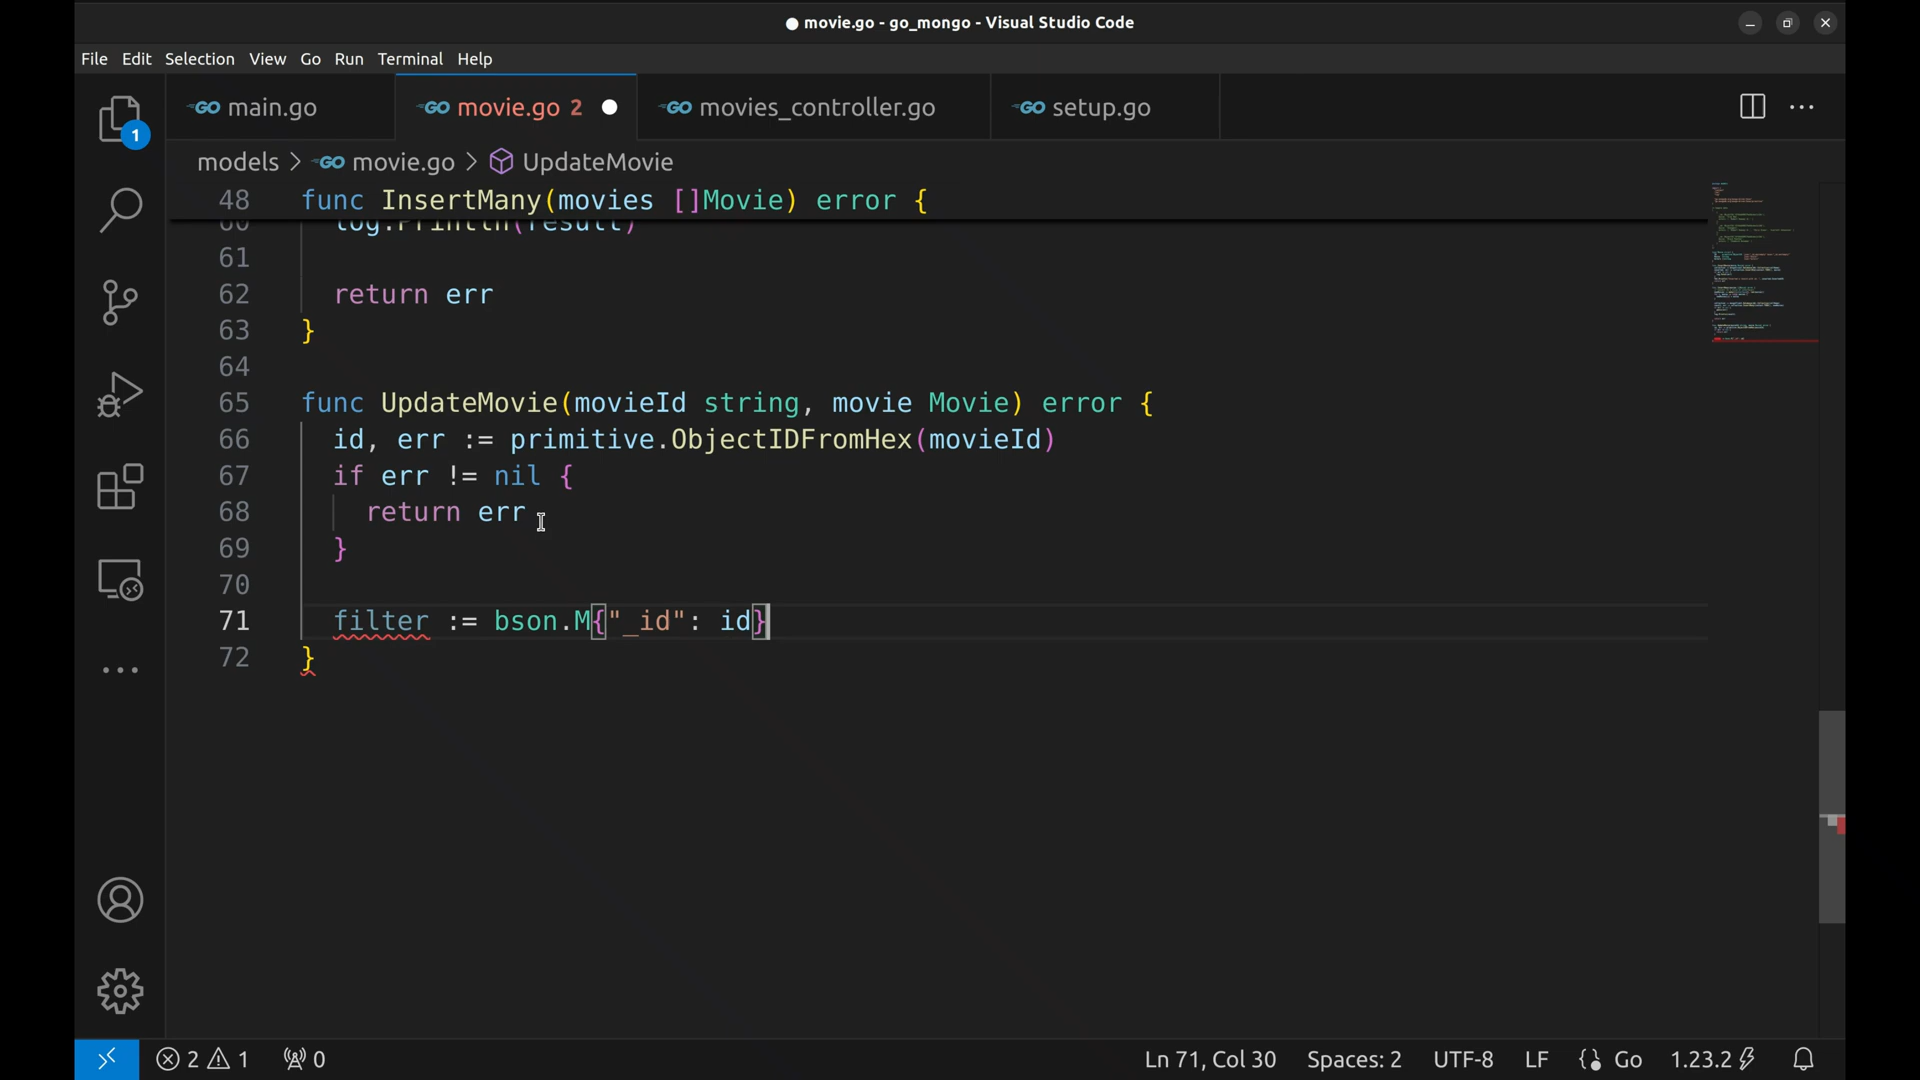 movie.go - go_mongo - Visual Studio Code
File Edit Selection View Go Run Terminal Help
GO main.go GO movie.go 2 GO movies_controller.go GO setup.go
1
models > GO movie.go > UpdateMovie
48 func InsertMany(movies []Movie) error {
60 log.Println(result)
61
62 return err
63 }
64
65 func UpdateMovie(movieId string, movie Movie) error {
66 id, err := primitive.ObjectIDFromHex(movieId)
67 if err != nil {
68 return err
69 }
70
71 filter := bson.M{"_id": id}
72 }
2 1 0 Ln 71, Col 30 Spaces: 2 UTF-8 LF Go 1.23.2